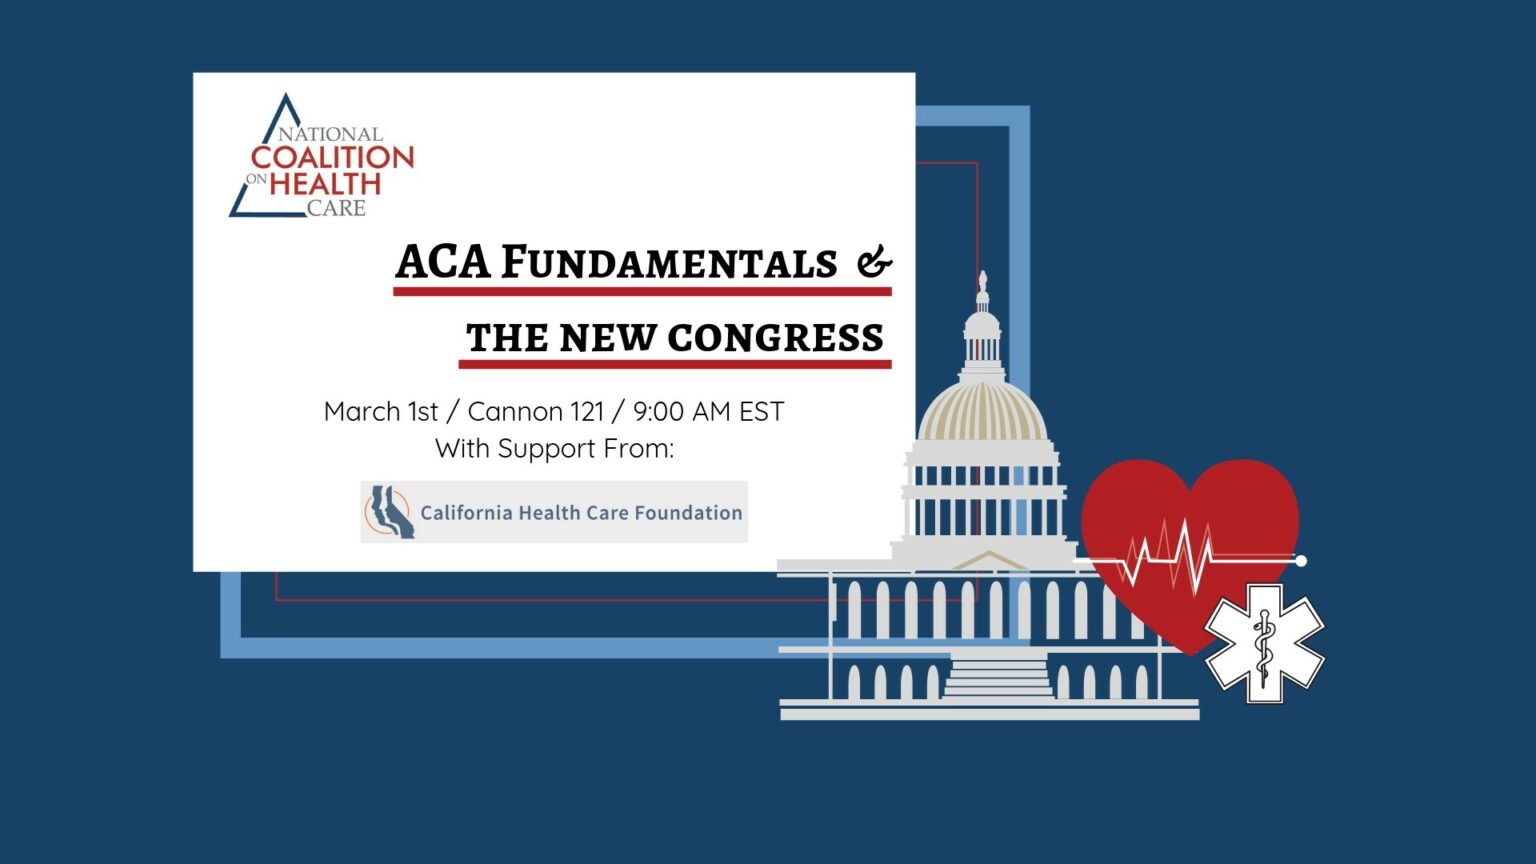 NATIONAL
COALITION
ON HEALTH
CARE
ACA FUNDAMENTALS &
THE NEW CONGRESS
March 1st / Cannon 121 / 9:00 AM EST
With Support From:
California Health Care Foundation